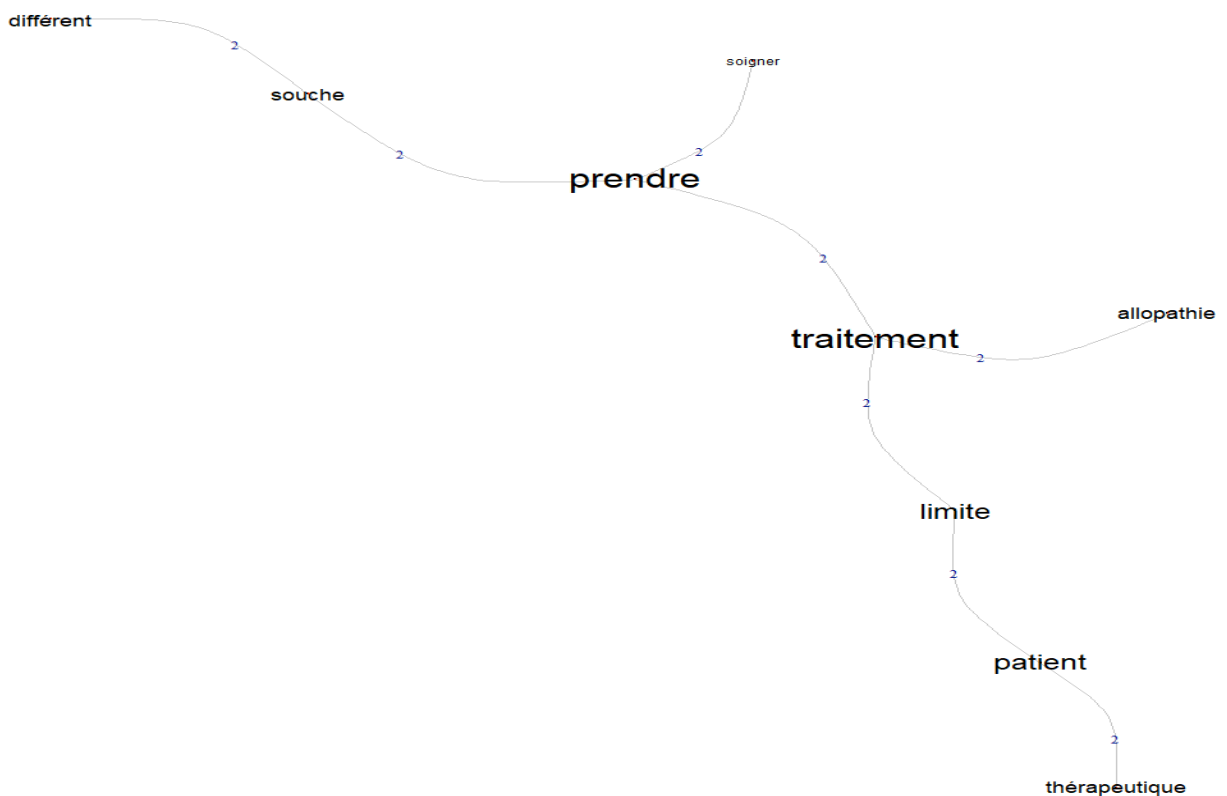 différent
2
soigner
souche
2
2
prendre
2
allopathie
traitement
2
2
limite
2
patient
2
thérapeutique